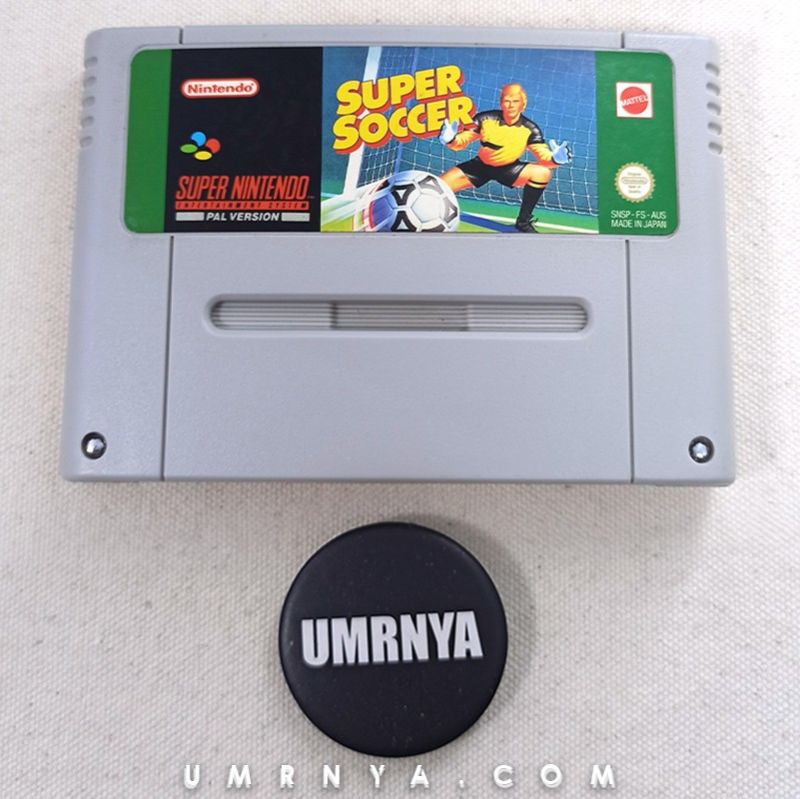 Nintendo
SUPER NINTENDO
ENTERTAINMENT SYSTEM
PAL VERSION
SUPER
SOCCER
MATTEL
Nintendo
SNSP-FS-AUS
MADE IN JAPAN
UMRNYA
UMRNYA.COM